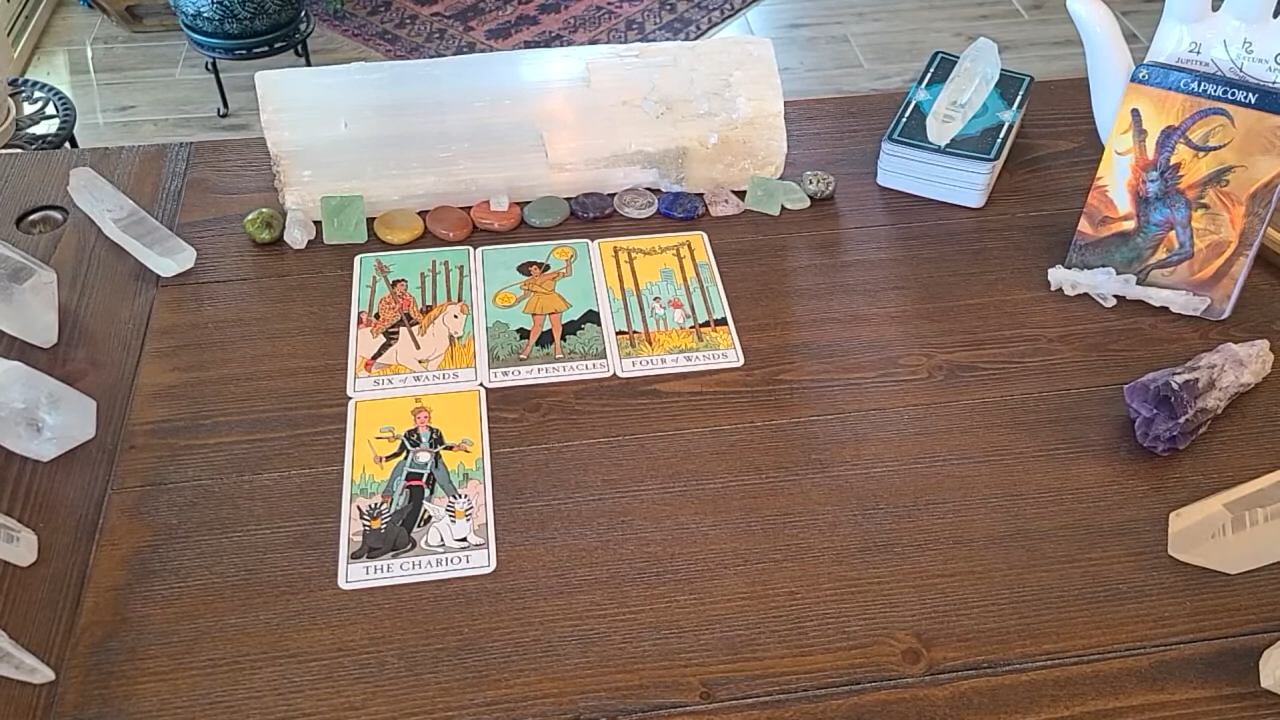 JUPITER
SATURN
CAPRICORN
SIX of WANDS
TWO of PENTACLES
FOUR of WANDS
THE CHARIOT